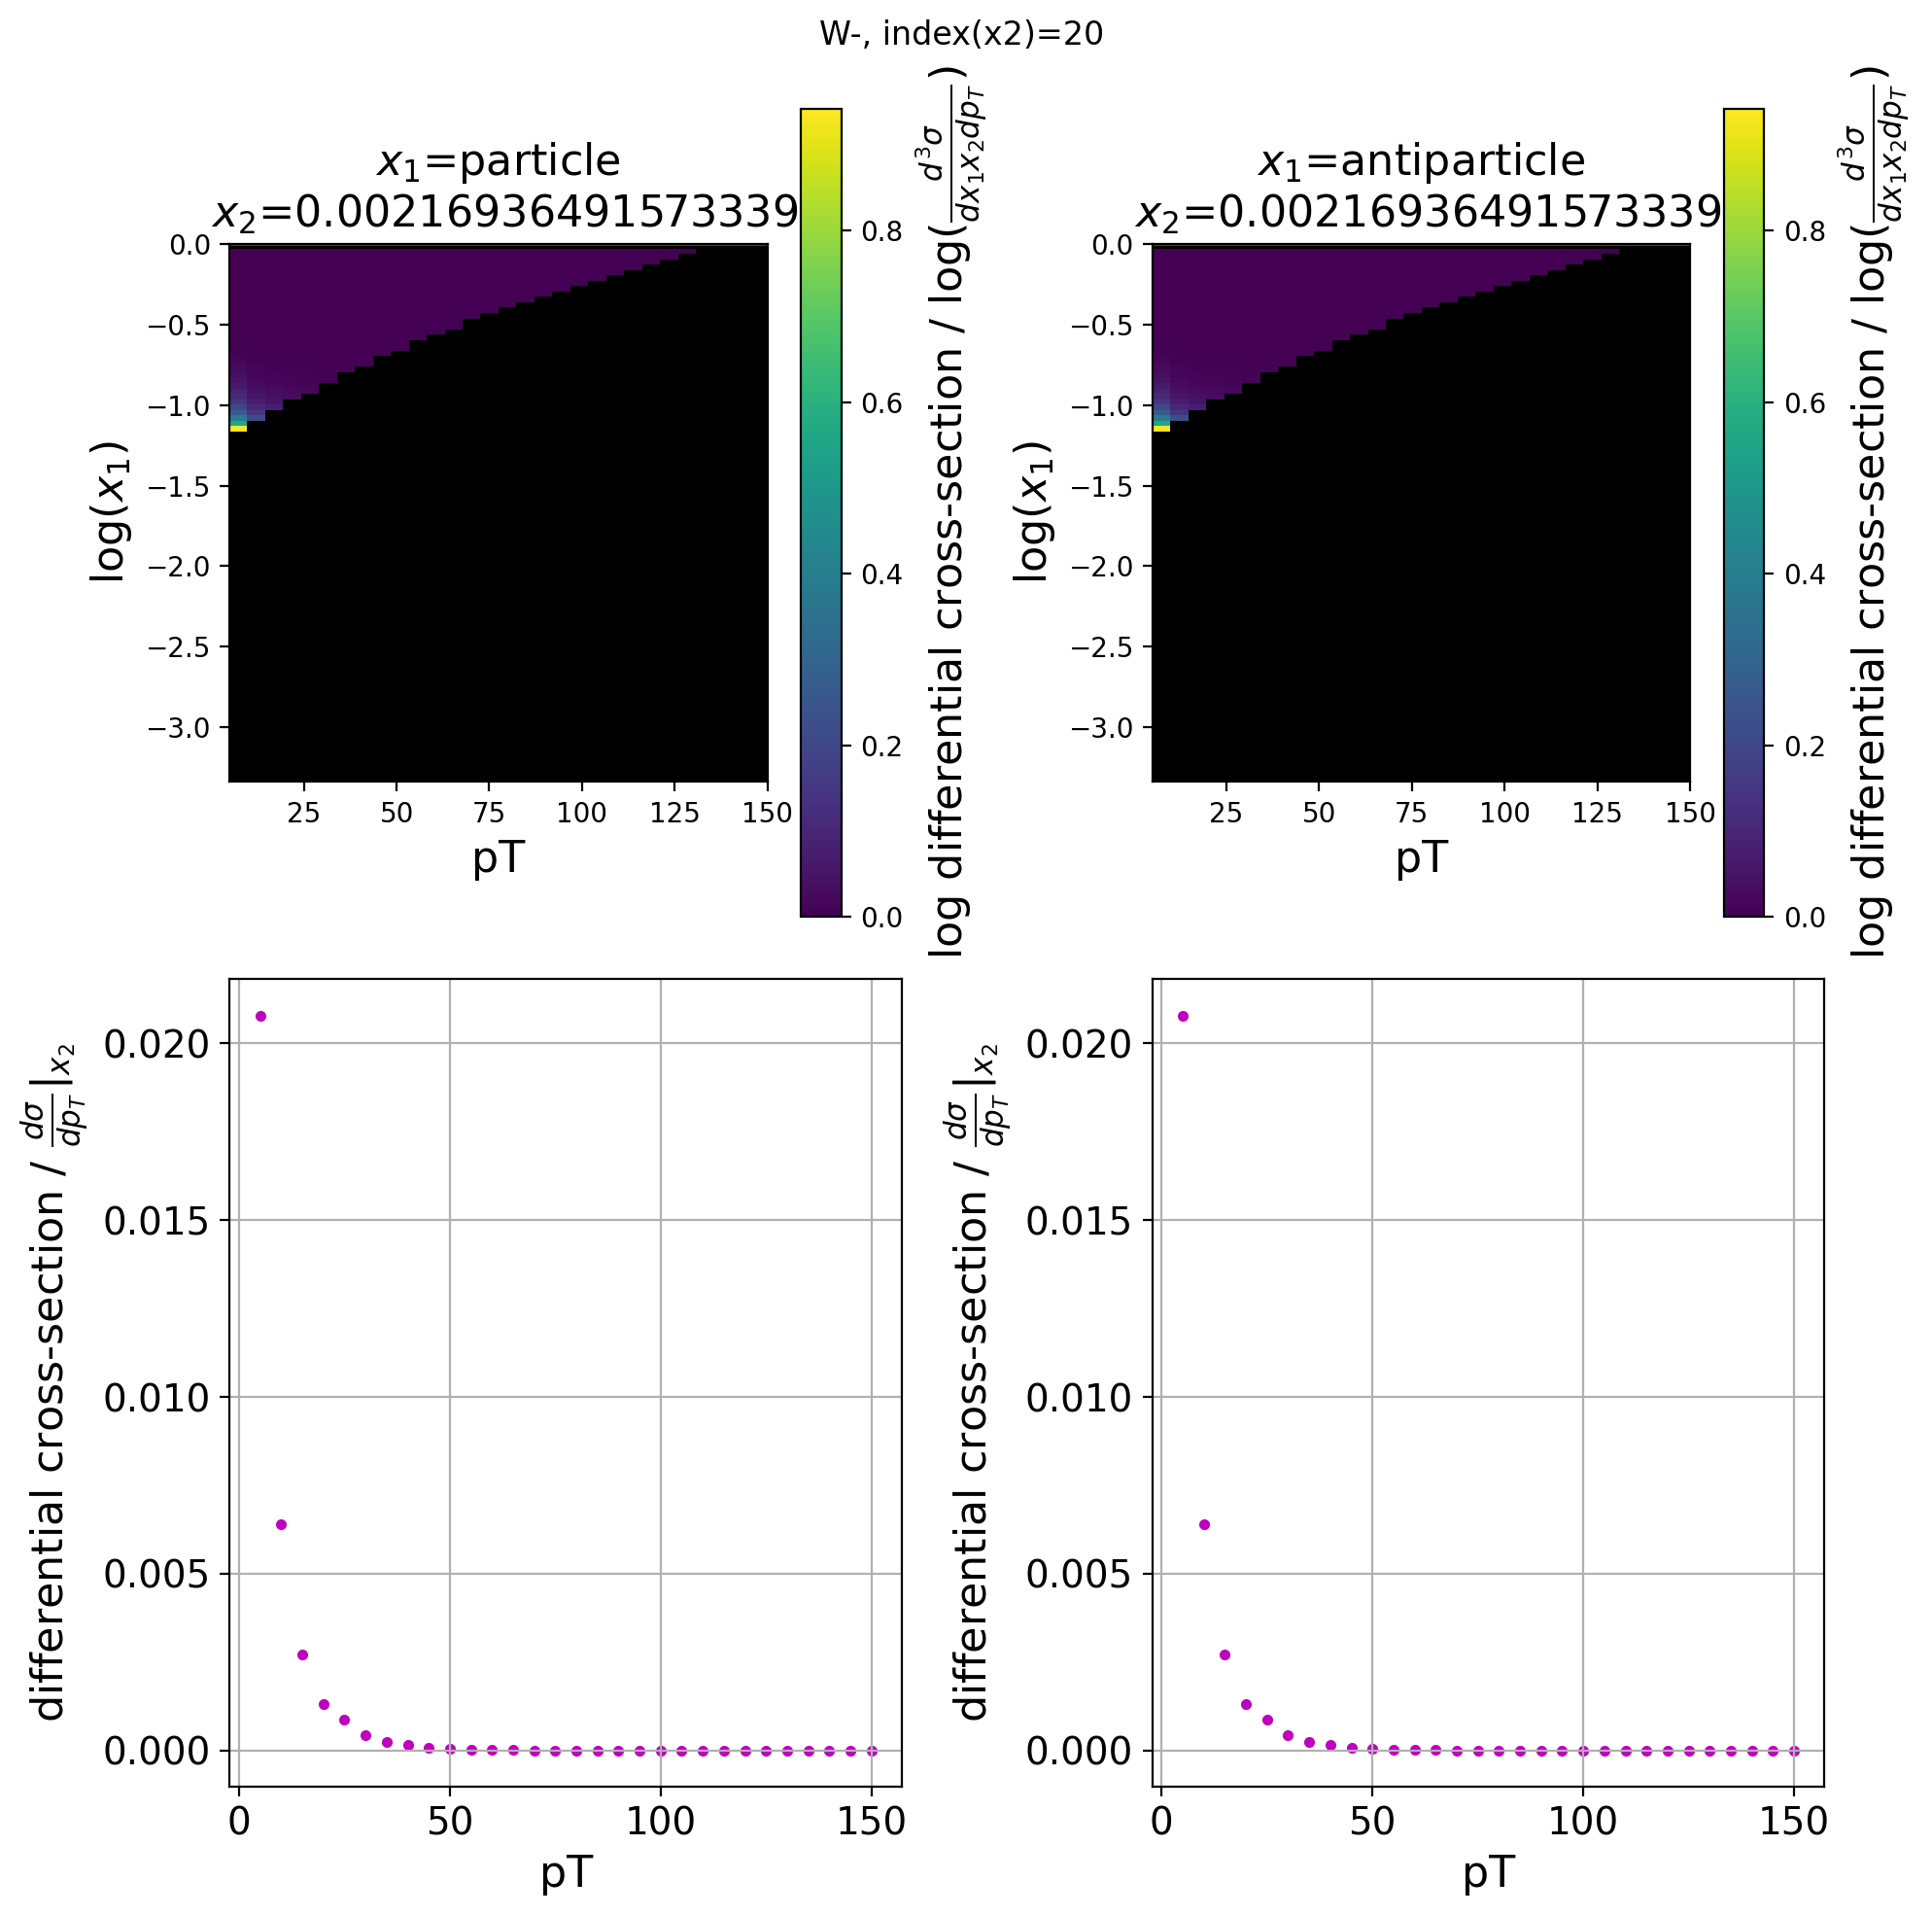 W-, index(x2)=20
x₁=particle
x₂=0.00216936491573339
0.0
−0.5
−1.0
−1.5
−2.0
−2.5
−3.0
log(x₁)
25 50 75 100 125 150
pT
0.8
0.6
0.4
0.2
0.0
log differential cross-section / log(d³σ/dx₁x₂dp_T)
x₁=antiparticle
x₂=0.00216936491573339
0.0
−0.5
−1.0
−1.5
−2.0
−2.5
−3.0
log(x₁)
25 50 75 100 125 150
pT
0.8
0.6
0.4
0.2
0.0
log differential cross-section / log(d³σ/dx₁x₂dp_T)
0.020
0.015
0.010
0.005
0.000
differential cross-section / dσ/dp_T|x₂
0 50 100 150
pT
0.020
0.015
0.010
0.005
0.000
differential cross-section / dσ/dp_T|x₂
0 50 100 150
pT